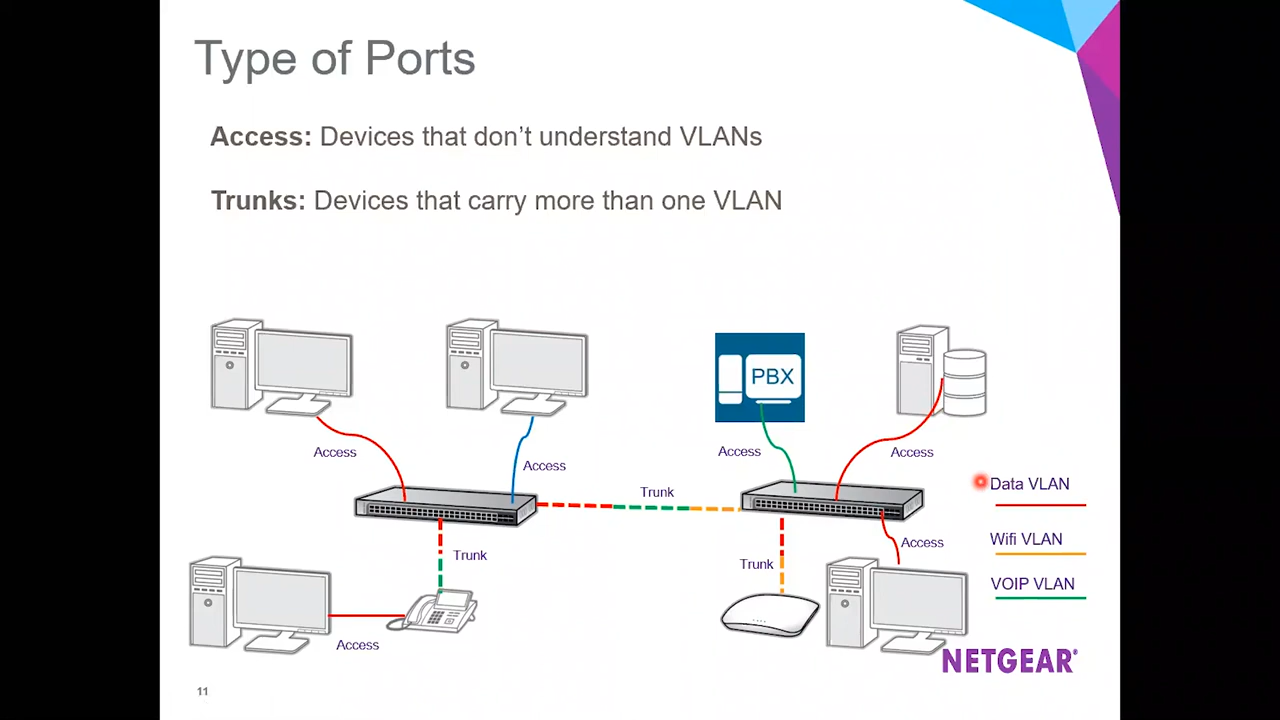 Type of Ports
Access: Devices that don't understand VLANs
Trunks: Devices that carry more than one VLAN
PBX
Access
Access
Access
Access
Trunk
Data VLAN
Wifi VLAN
VOIP VLAN
Trunk
Trunk
Access
Access
NETGEAR®
11